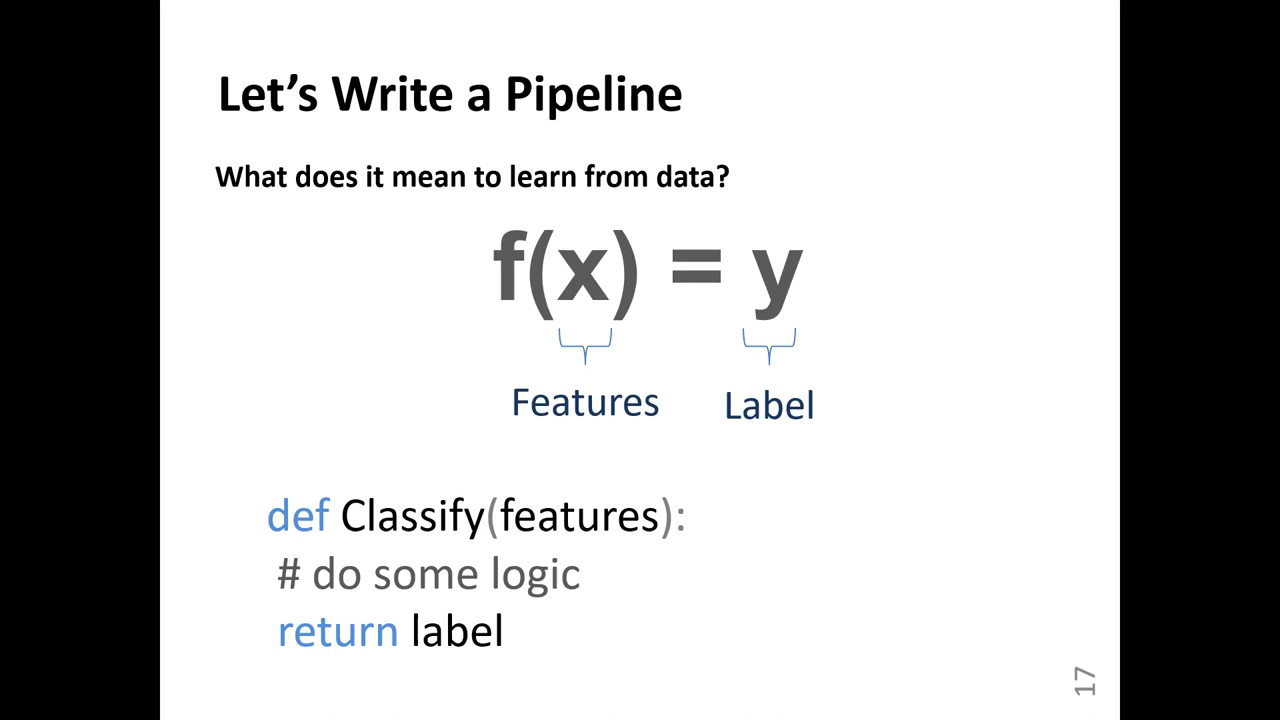 Let’s Write a Pipeline
What does it mean to learn from data?
f(x) = y
Features Label
def Classify(features):
# do some logic
return label
17